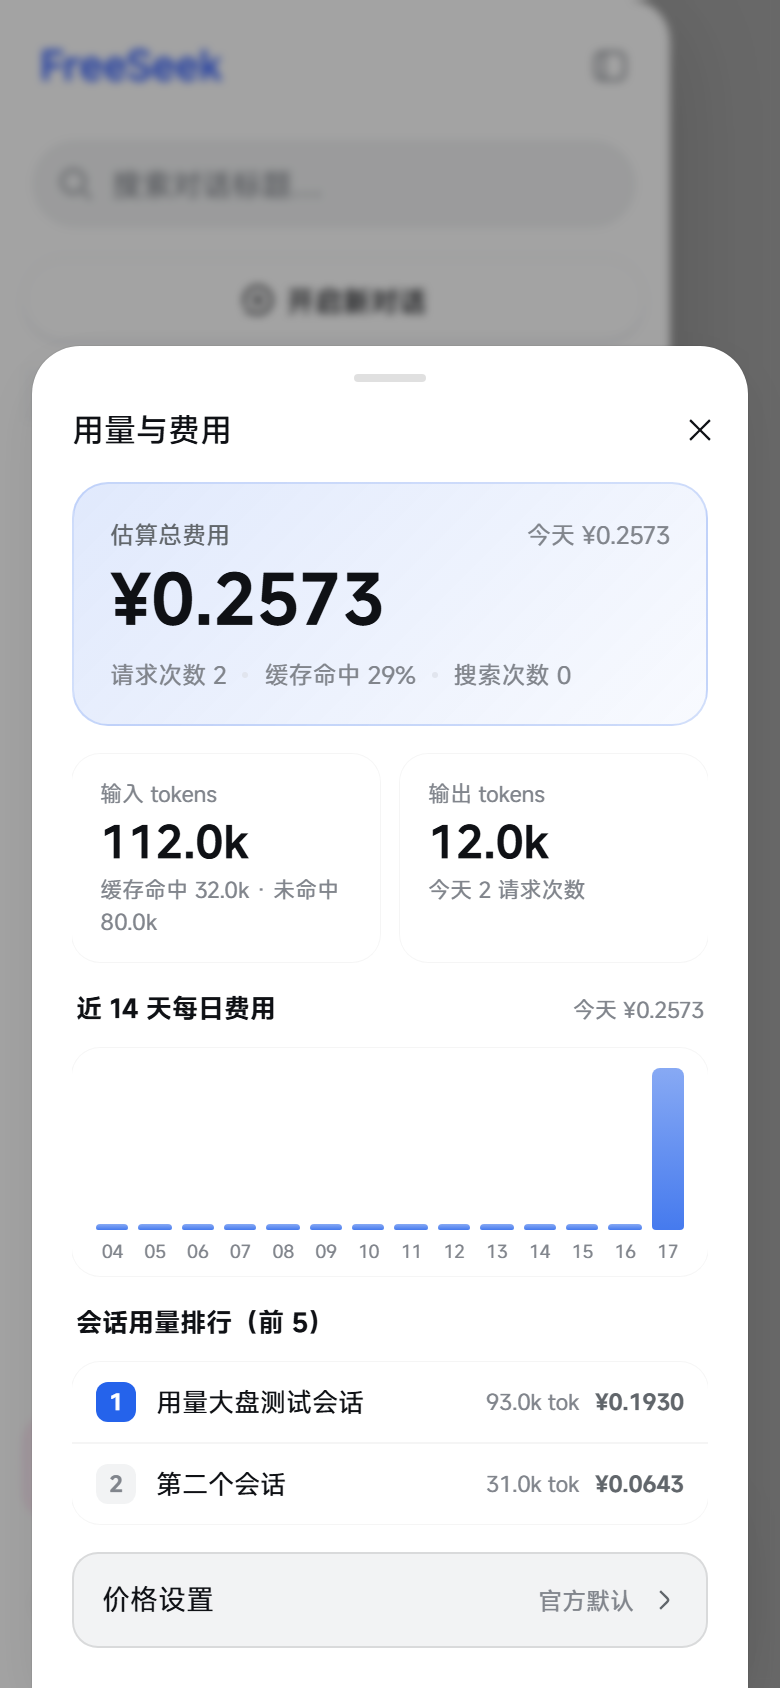 FreeSeek
搜索对话标题...
开启新对话
用量与费用
估算总费用 今天 ¥0.2573
¥0.2573
请求次数 2 · 缓存命中 29% · 搜索次数 0
输入 tokens
112.0k
缓存命中 32.0k · 未命中
80.0k
输出 tokens
12.0k
今天 2 请求次数
近 14 天每日费用 今天 ¥0.2573
04 05 06 07 08 09 10 11 12 13 14 15 16 17
会话用量排行（前 5）
1 用量大盘测试会话 93.0k tok ¥0.1930
2 第二个会话 31.0k tok ¥0.0643
价格设置 官方默认